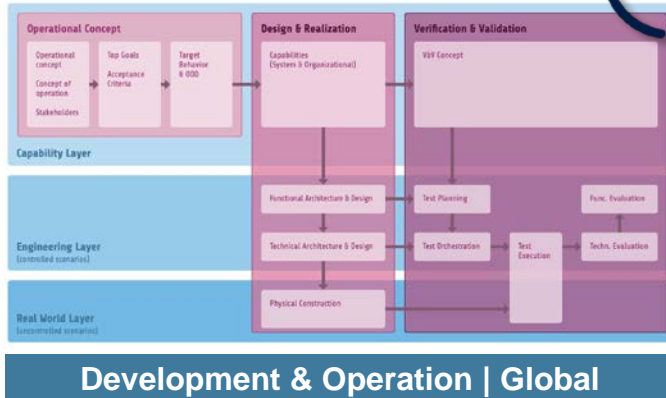 Operational Concept
Operational
concept
Concept of
operation
Stakeholders
Top Goals
Acceptance
Criteria
Target
Behavior
& ODD
Design & Realization
Capabilities
(System & Organizational)
Verification & Validation
V&V Concept
Capability Layer
Functional Architecture & Design
Test Planning
Func. Evaluation
Engineering Layer
(controlled scenarios)
Technical Architecture & Design
Test Orchestration
Test
Execution
Techn. Evaluation
Real World Layer
(uncontrolled scenarios)
Physical Construction
Development & Operation | Global